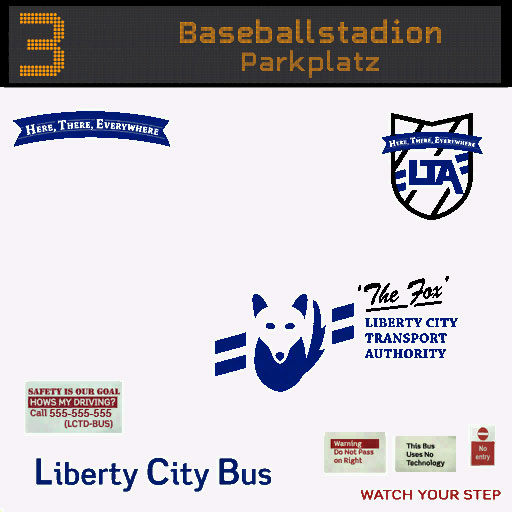 3
Baseballstadion
Parkplatz
HERE, THERE, EVERYWHERE
HERE, THERE, EVERYWHERE
LTA
'The Fox'
LIBERTY CITY
TRANSPORT
AUTHORITY
SAFETY IS OUR GOAL
HOWS MY DRIVING?
Call 555-555-555
(LCTD-BUS)
Liberty City Bus
Warning
Do Not Pass
on Right
This Bus
Uses No
Technology
No
entry
WATCH YOUR STEP